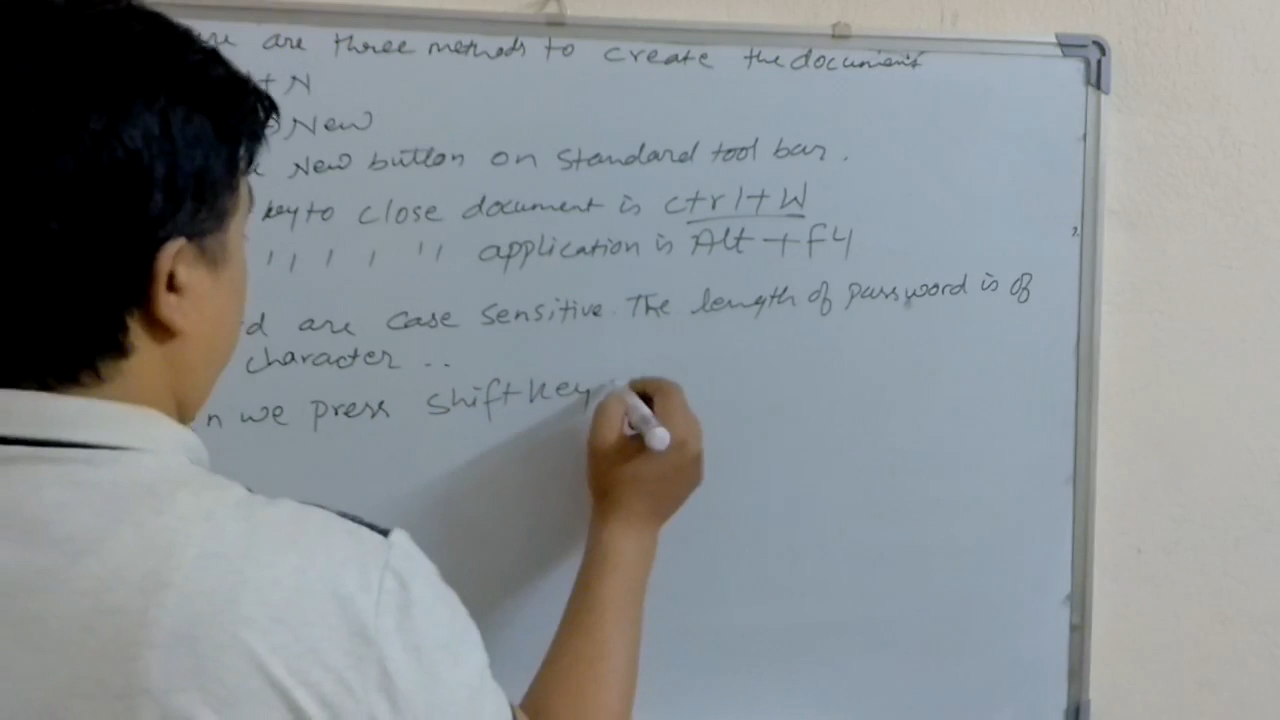 are three methods to create the document
+ N
New
New button on standard tool bar.
key to close document is ctrl+W
" " " " " application is Alt + F4
d are case sensitive. The length of password is of
character ..
n we press shift key